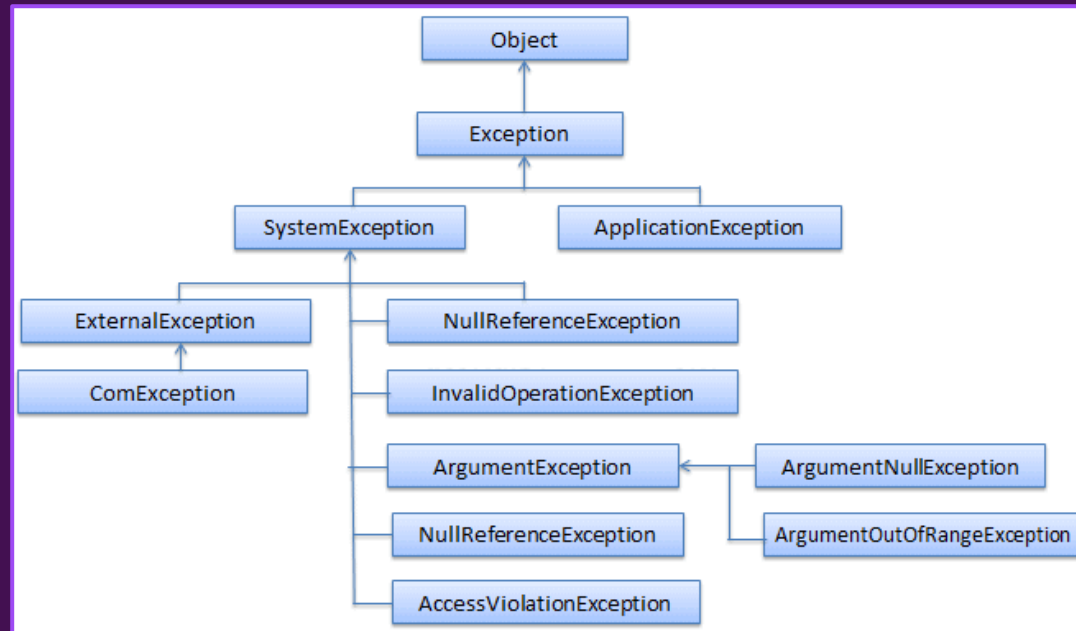 Object
Exception
SystemException
ApplicationException
ExternalException
NullReferenceException
ComException
InvalidOperationException
ArgumentException
ArgumentNullException
NullReferenceException
ArgumentOutOfRangeException
AccessViolationException